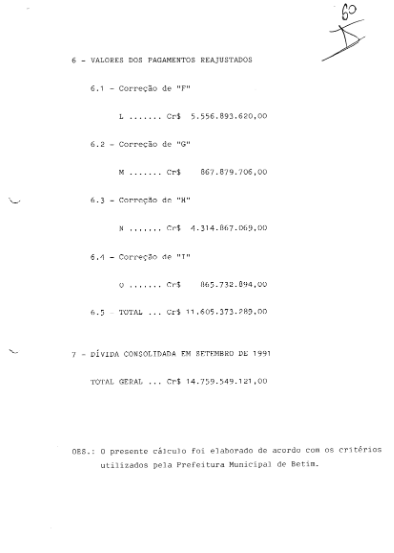 60
6 - VALORES DOS PAGAMENTOS REAJUSTADOS
6.1 - Correção de "F"
L ....... Cr$ 5.556.893.620,00
6.2 - Correção de "G"
M ....... Cr$ 867.879.706,00
6.3 - Correção de "H"
N ....... Cr$ 4.314.867.069,00
6.4 - Correção de "I"
O ....... Cr$ 865.732.894,00
6.5 - TOTAL ... Cr$ 11.605.373.289,00
7 - DÍVIDA CONSOLIDADA EM SETEMBRO DE 1991
TOTAL GERAL ... Cr$ 14.759.549.121,00
OBS.: O presente cálculo foi elaborado de acordo com os critérios
utilizados pela Prefeitura Municipal de Betim.